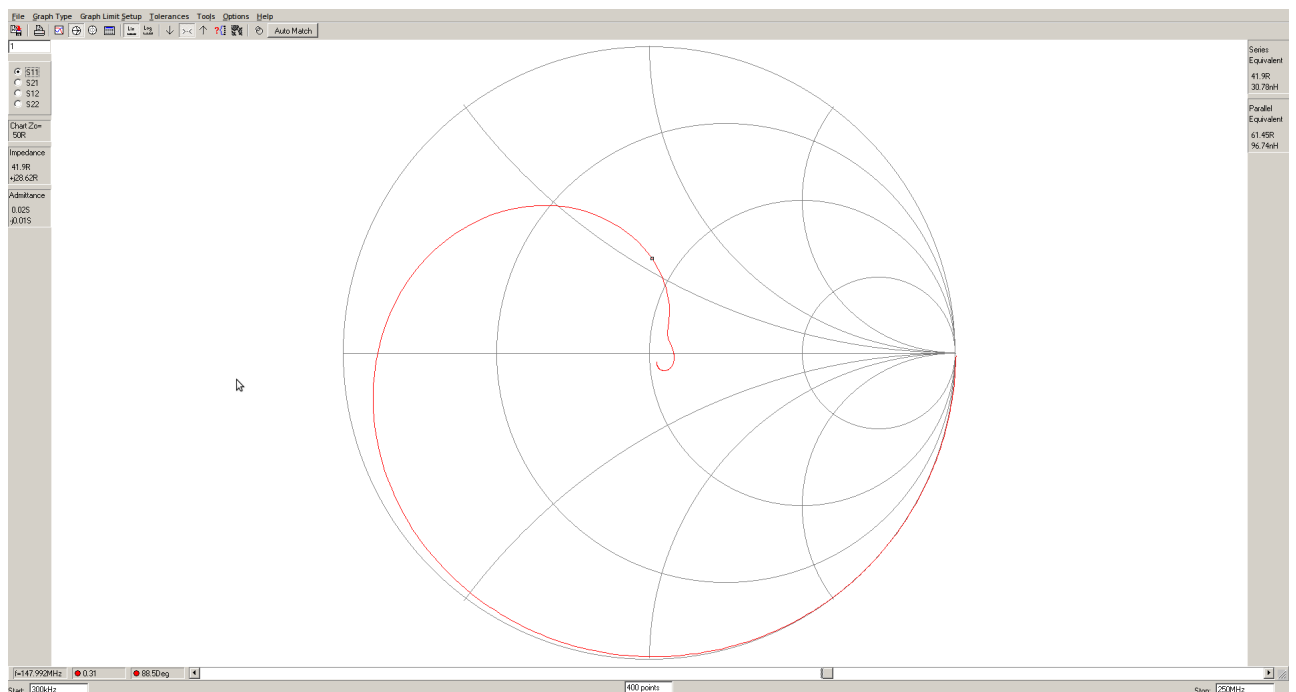 File Graph Type Graph Limit Setup Tolerances Tools Options Help
Lin Log Auto Match
1
S11
S21
S12
S22
Chart Zo=
50R
Impedance
41.9R
+j28.62R
Admittance
0.02S
-j0.01S
Series
Equivalent
41.9R
30.78nH
Parallel
Equivalent
61.45R
96.74nH
f=147.992MHz 0.31 88.5Deg
Start: 300kHz 400 points Stop: 250MHz